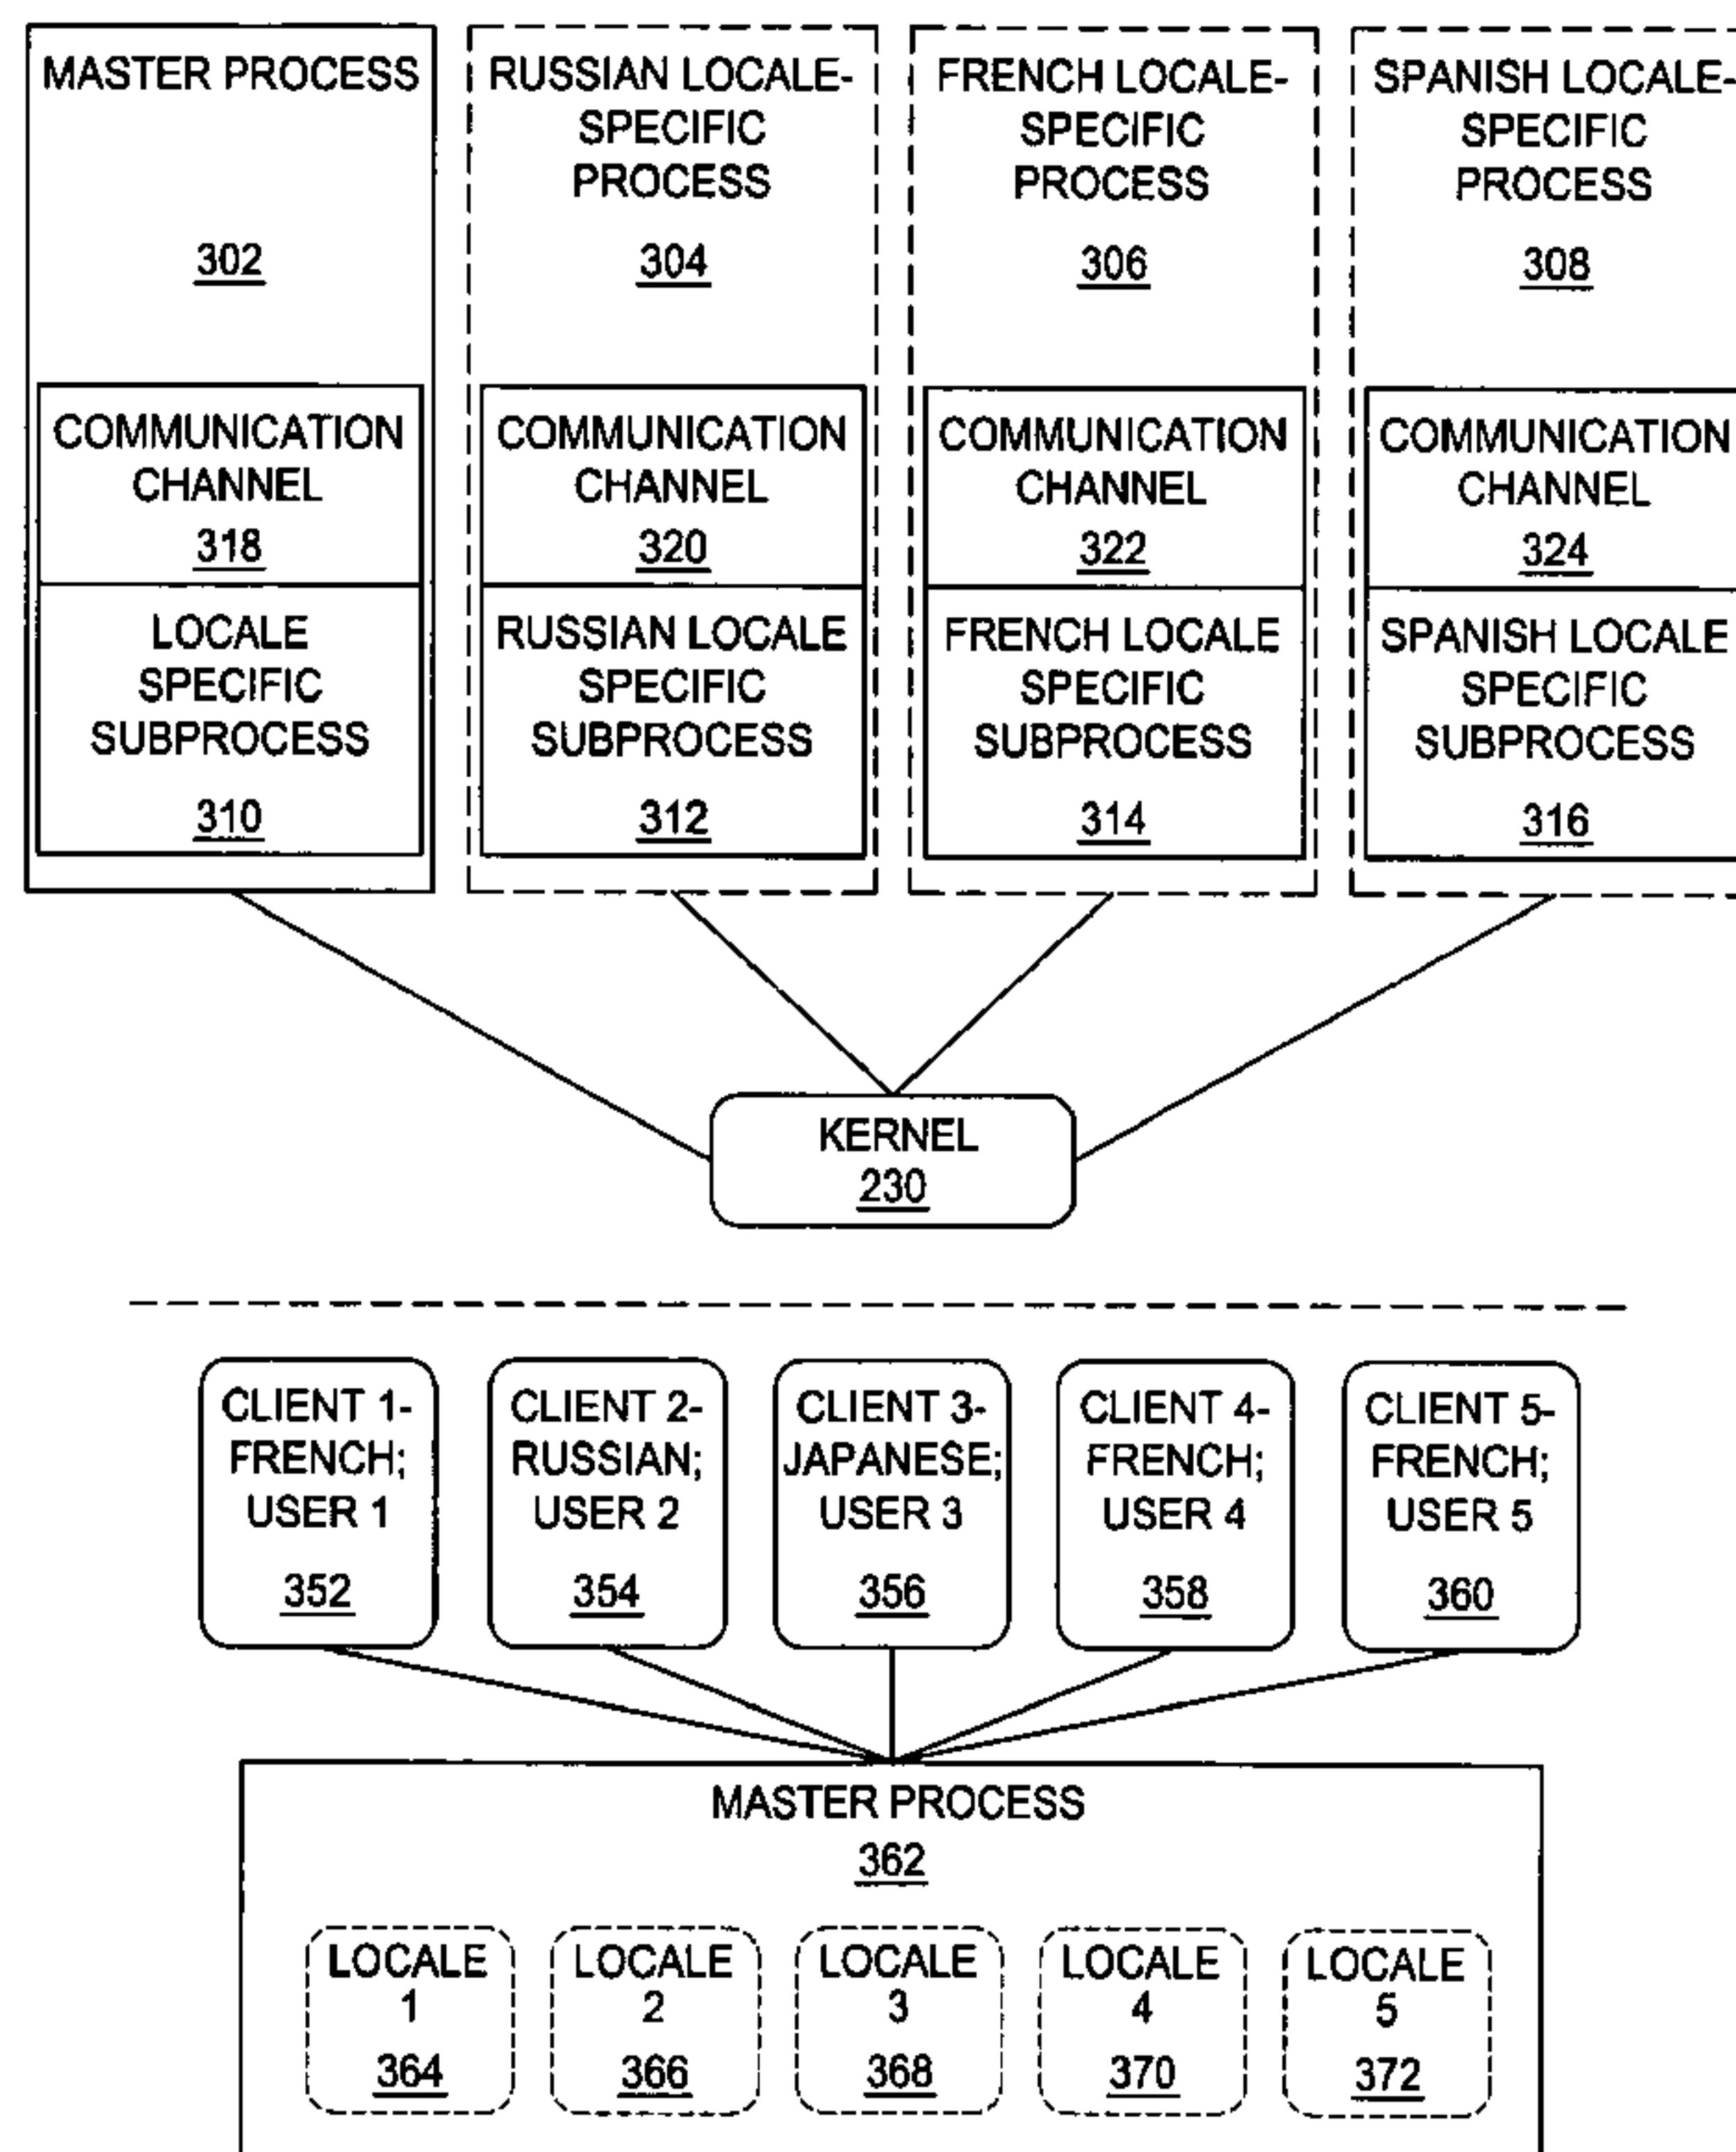 MASTER PROCESS
302
COMMUNICATION
CHANNEL
318
LOCALE
SPECIFIC
SUBPROCESS
310
RUSSIAN LOCALE-
SPECIFIC
PROCESS
304
COMMUNICATION
CHANNEL
320
RUSSIAN LOCALE
SPECIFIC
SUBPROCESS
312
FRENCH LOCALE-
SPECIFIC
PROCESS
306
COMMUNICATION
CHANNEL
322
FRENCH LOCALE
SPECIFIC
SUBPROCESS
314
SPANISH LOCALE-
SPECIFIC
PROCESS
308
COMMUNICATION
CHANNEL
324
SPANISH LOCALE
SPECIFIC
SUBPROCESS
316
KERNEL
230
CLIENT 1-
FRENCH;
USER 1
352
CLIENT 2-
RUSSIAN;
USER 2
354
CLIENT 3-
JAPANESE;
USER 3
356
CLIENT 4-
FRENCH;
USER 4
358
CLIENT 5-
FRENCH;
USER 5
360
MASTER PROCESS
362
LOCALE
1
364
LOCALE
2
366
LOCALE
3
368
LOCALE
4
370
LOCALE
5
372